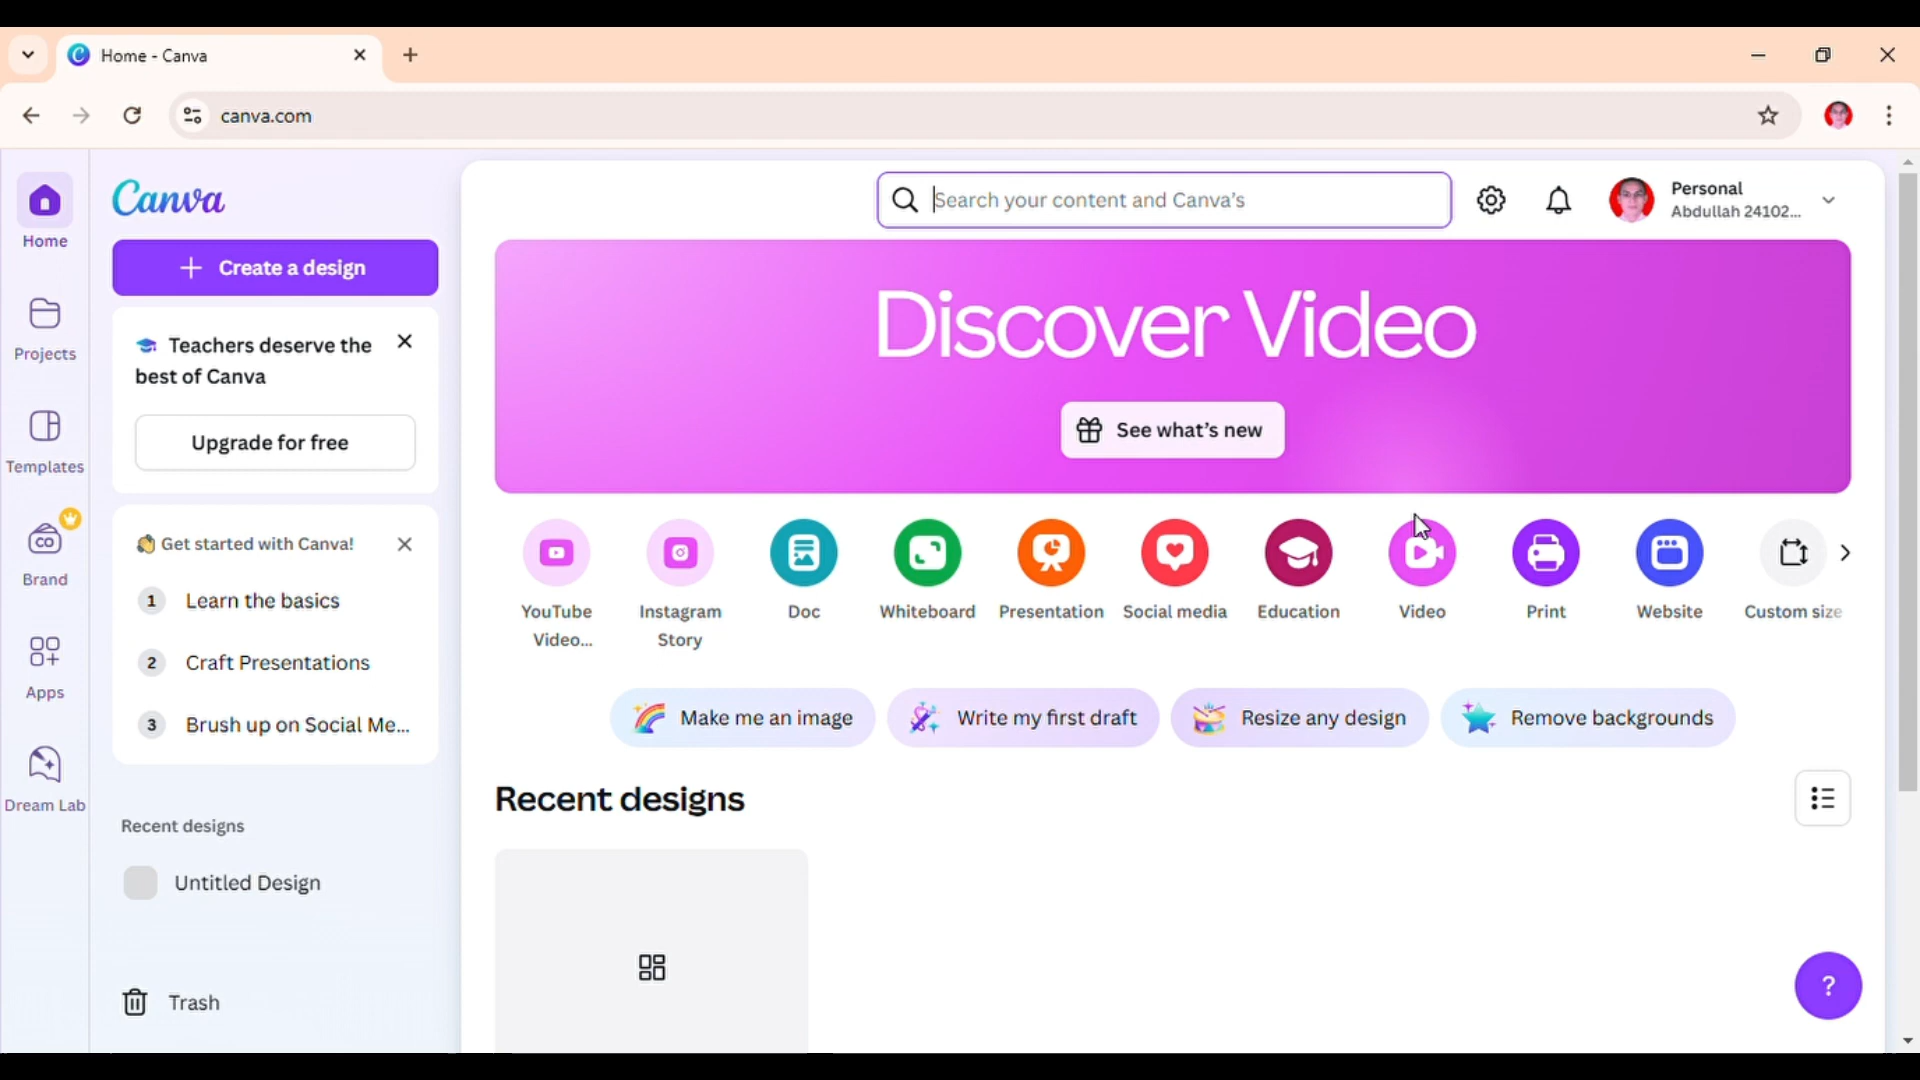 Home - Canva
canva.com
Home
Projects
Templates
Brand
Apps
Dream Lab
Canva
Create a design
Teachers deserve the
best of Canva
Upgrade for free
Get started with Canva!
1 Learn the basics
2 Craft Presentations
3 Brush up on Social Me...
Recent designs
Untitled Design
Trash
Search your content and Canva's
Personal
Abdullah 24102...
Discover Video
See what's new
YouTube
Video...
Instagram
Story
Doc
Whiteboard
Presentation
Social media
Education
Video
Print
Website
Custom size
Make me an image
Write my first draft
Resize any design
Remove backgrounds
Recent designs
?